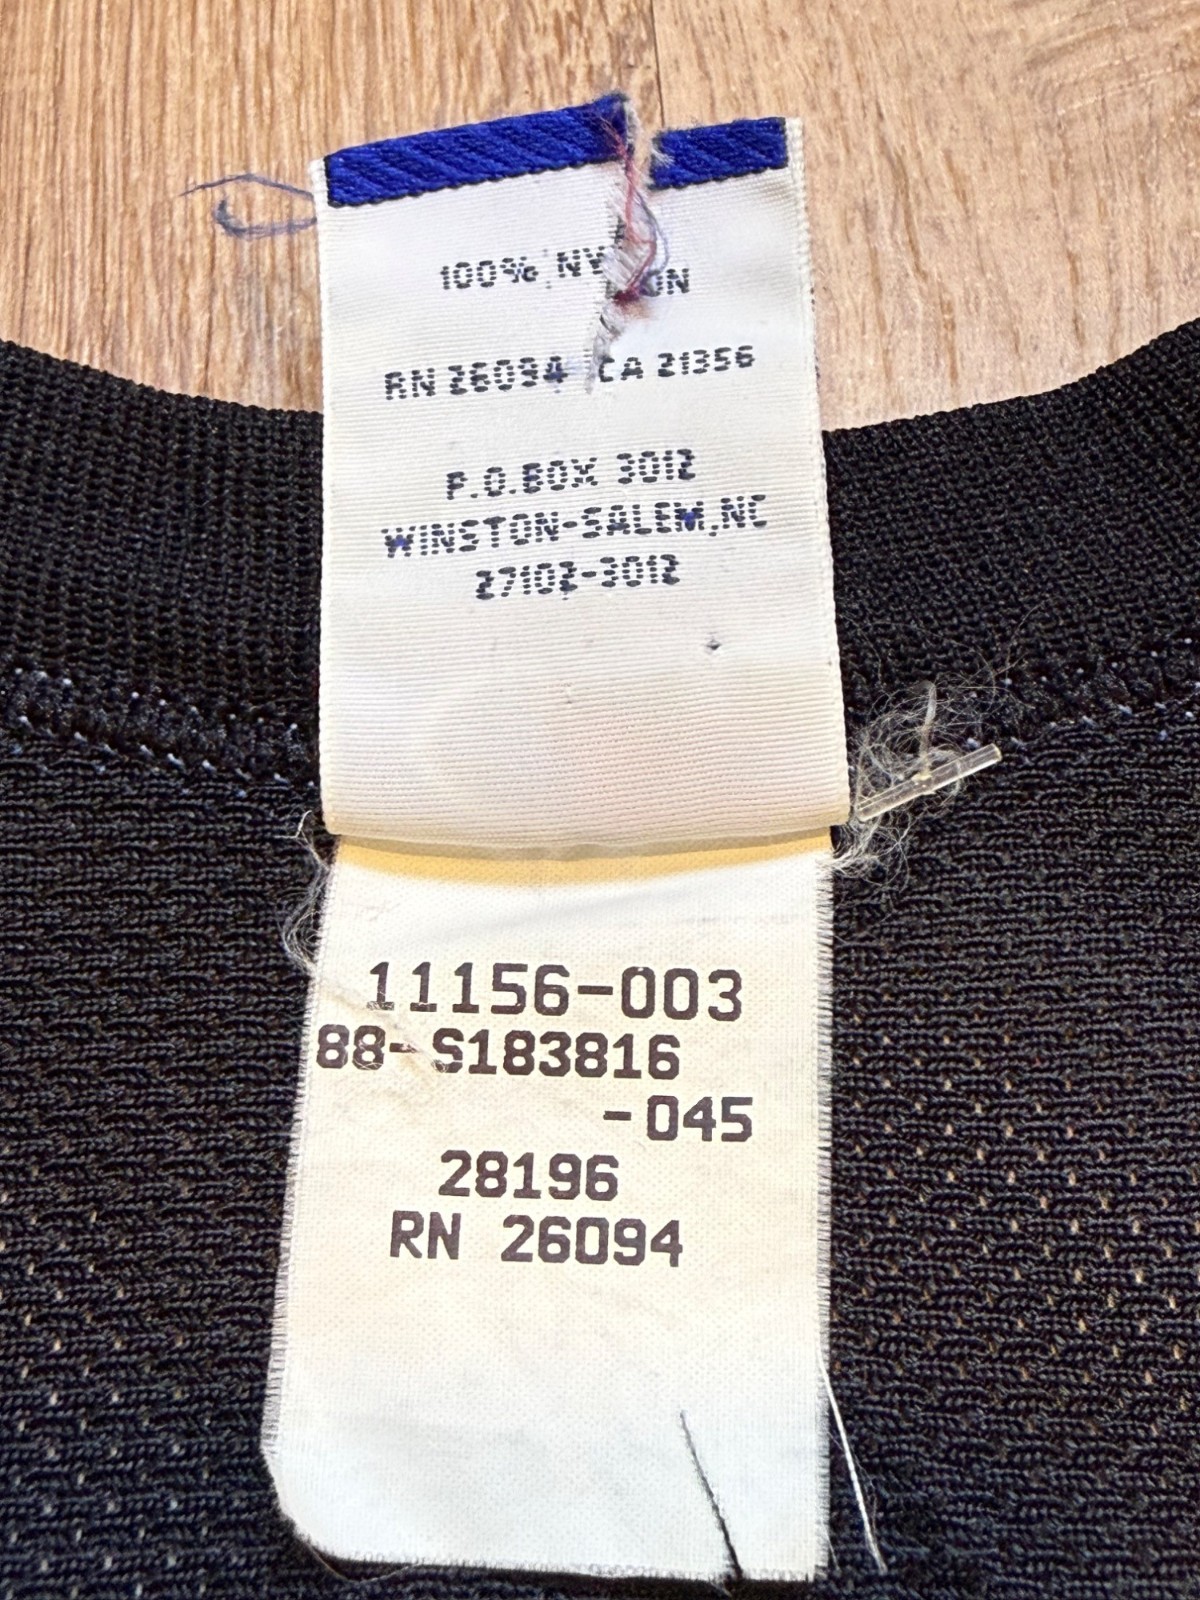 100% NYLON
RN 26094 CA 21356
P.O.BOX 3012
WINSTON-SALEM,NC
27102-3012
11156-003
88-S183816
-045
28196
RN 26094